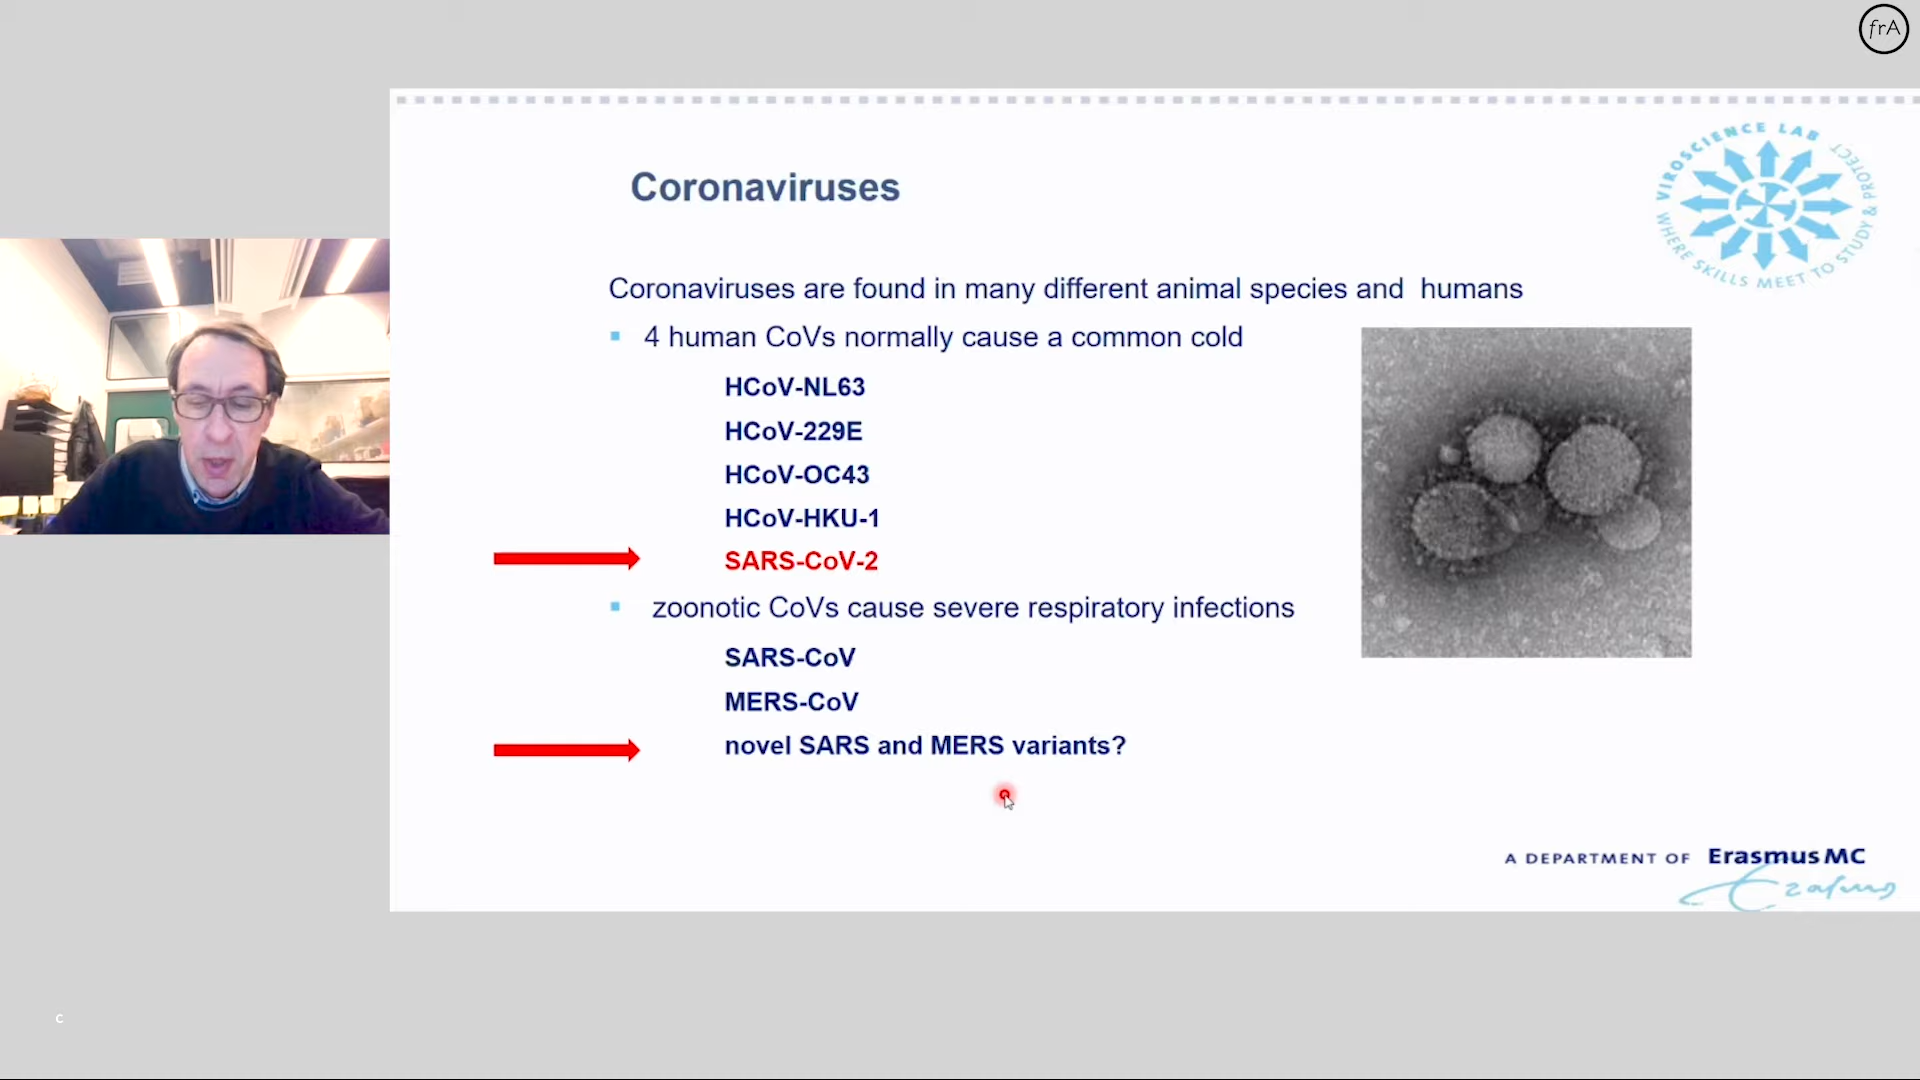 frA
VIROSCIENCE LAB
WHERE SKILLS MEET TO STUDY & PROTECT
Coronaviruses
Coronaviruses are found in many different animal species and humans
4 human CoVs normally cause a common cold
HCoV-NL63
HCoV-229E
HCoV-OC43
HCoV-HKU-1
SARS-CoV-2
zoonotic CoVs cause severe respiratory infections
SARS-CoV
MERS-CoV
novel SARS and MERS variants?
A DEPARTMENT OF Erasmus MC
Erasmus
c